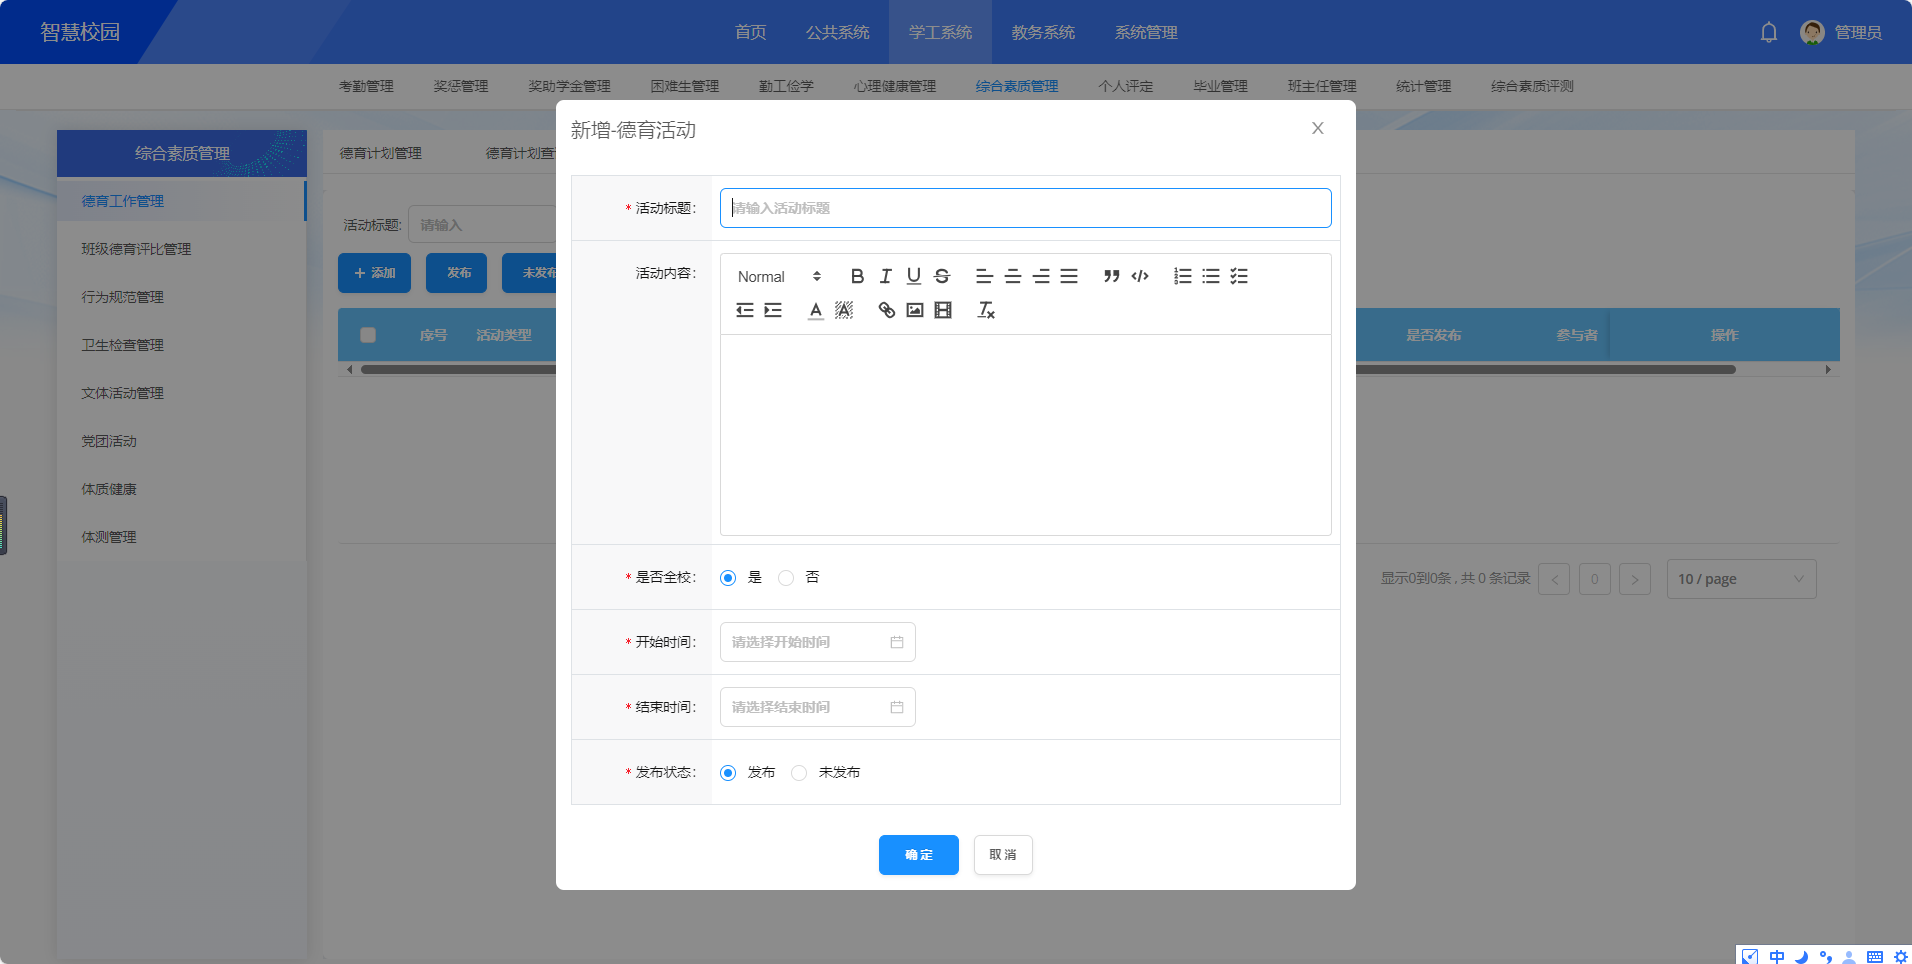 智慧校园
首页 公共系统 学工系统 教务系统 系统管理
管理员
考勤管理 奖惩管理 奖助学金管理 困难生管理 勤工俭学 心理健康管理 综合素质管理 个人评定 毕业管理 班主任管理 统计管理 综合素质评测
综合素质管理
德育工作管理
班级德育评比管理
行为规范管理
卫生检查管理
文体活动管理
党团活动
体质健康
体测管理
德育计划管理 德育计划查
活动标题: 请输入
+ 添加 发布 未发布
序号 活动类型 是否发布 参与者 操作
显示0到0条 , 共 0 条记录 < 0 > 10 / page
新增-德育活动
* 活动标题: 请输入活动标题
活动内容: Normal
* 是否全校: 是 否
* 开始时间: 请选择开始时间
* 结束时间: 请选择结束时间
* 发布状态: 发布 未发布
确定 取消
中